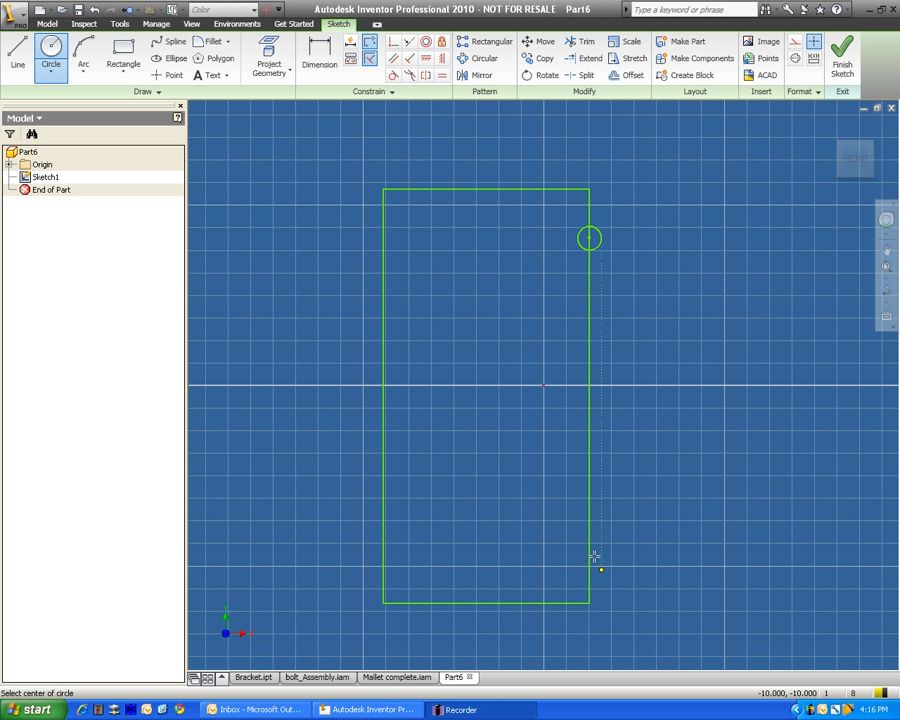 Autodesk Inventor Professional 2010 - NOT FOR RESALE Part6
Color
Type a keyword or phrase
PRO
Model Inspect Tools Manage View Environments Get Started Sketch
Line Circle Arc Rectangle
Spline Fillet
Ellipse Polygon
Point Text
Project Geometry
Dimension
Rectangular
Circular
Mirror
Move Trim Scale
Copy Extend Stretch
Rotate Split Offset
Make Part
Make Components
Create Block
Image
Points
ACAD
Finish Sketch
Draw Constrain Pattern Modify Layout Insert Format Exit
Model
Part6
Origin
Sketch1
End of Part
FRONT
Bracket.ipt bolt_Assembly.iam Mallet complete.iam Part6
Select center of circle
-10.000, -10.000 1 8
start
Inbox - Microsoft Out...
Autodesk Inventor Pr...
Recorder
4:16 PM